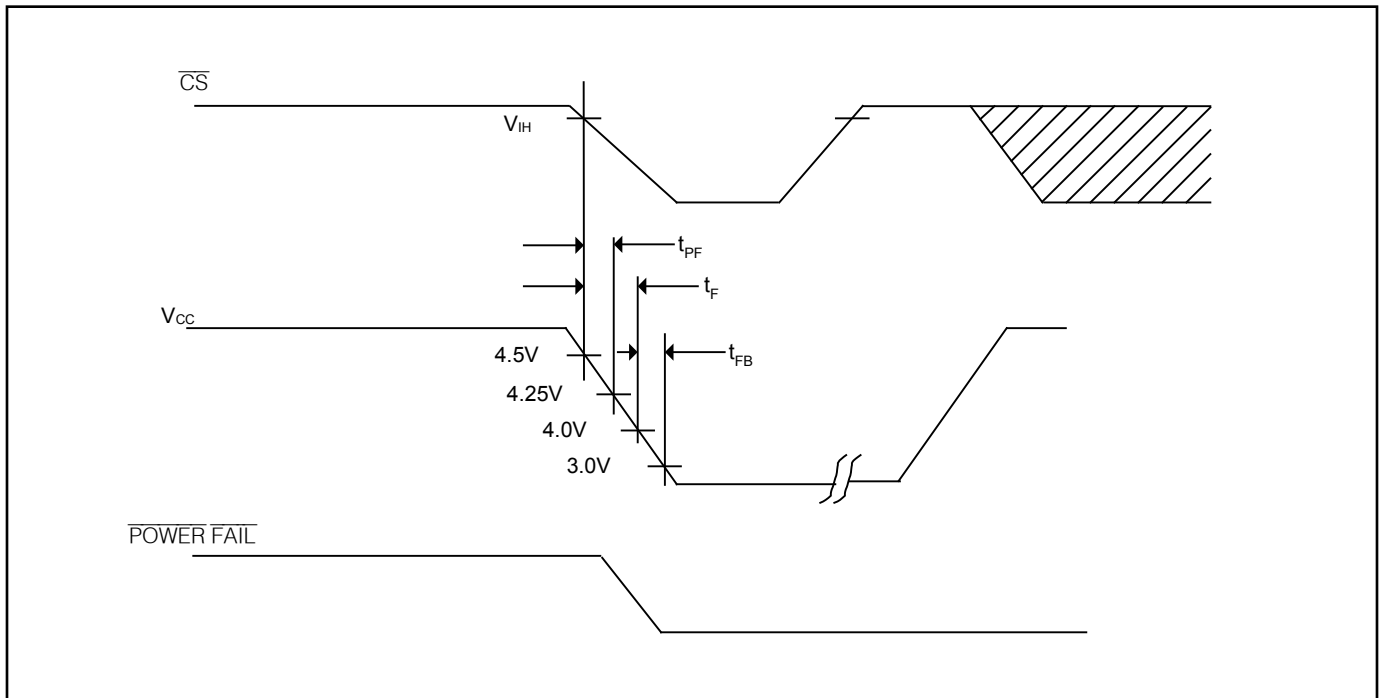 CS
VIH
tPF
tF
VCC
4.5V
tFB
4.25V
4.0V
3.0V
POWER FAIL